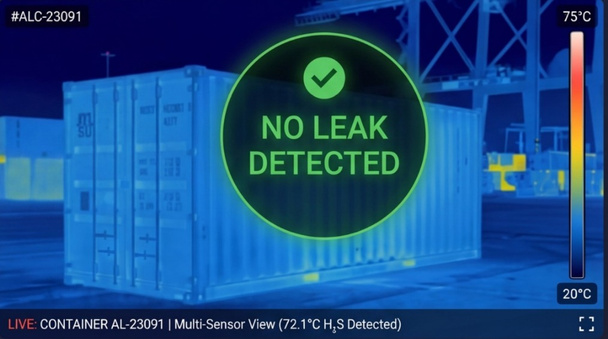 #ALC-23091
75°C
NO LEAK
DETECTED
20°C
LIVE: CONTAINER AL-23091 | Multi-Sensor View (72.1°C H₂S Detected)